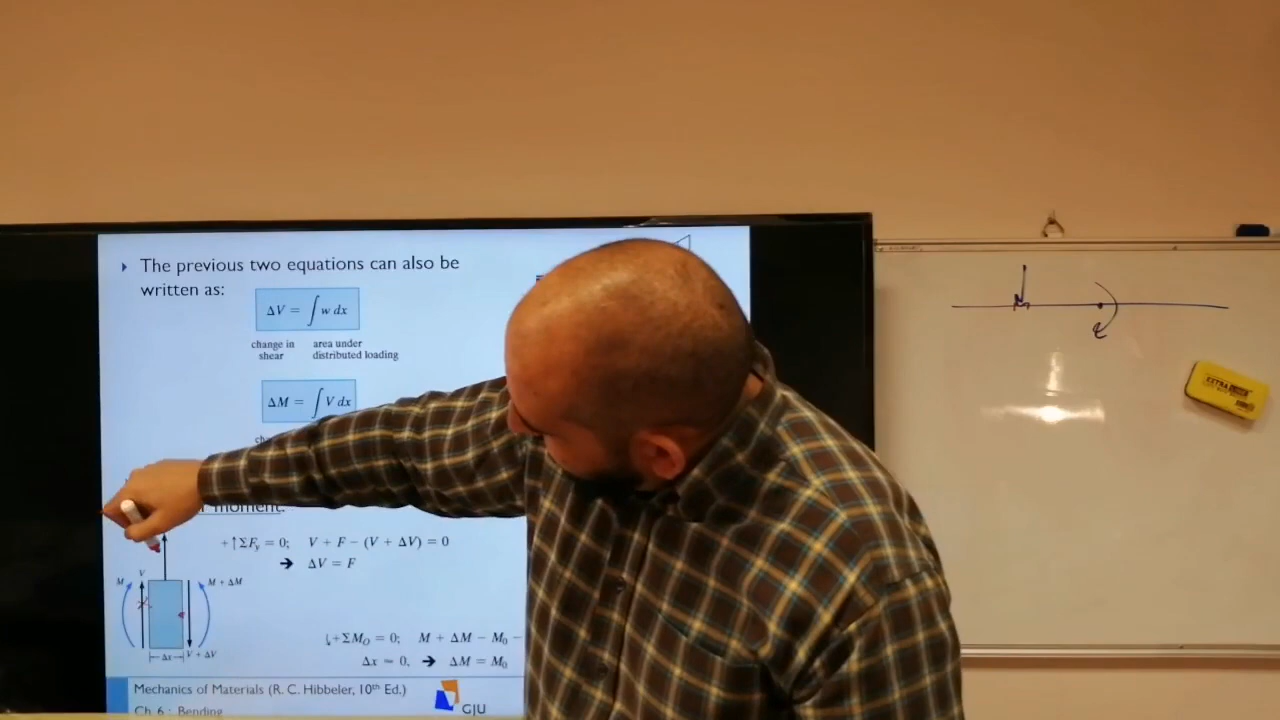 The previous two equations can also be
written as:
ΔV = ∫ w dx
change in shear
area under distributed loading
ΔM = ∫ V dx
moment:
+↑ΣFy = 0; V + F − (V + ΔV) = 0
➔ ΔV = F
M V M + ΔM
Δx V + ΔV
↓+ΣMO = 0; M + ΔM − M0 −
Δx ≈ 0, ➔ ΔM = M0
Mechanics of Materials (R. C. Hibbeler, 10th Ed.)
Ch. 6 : Bending
GJU
EXTRA